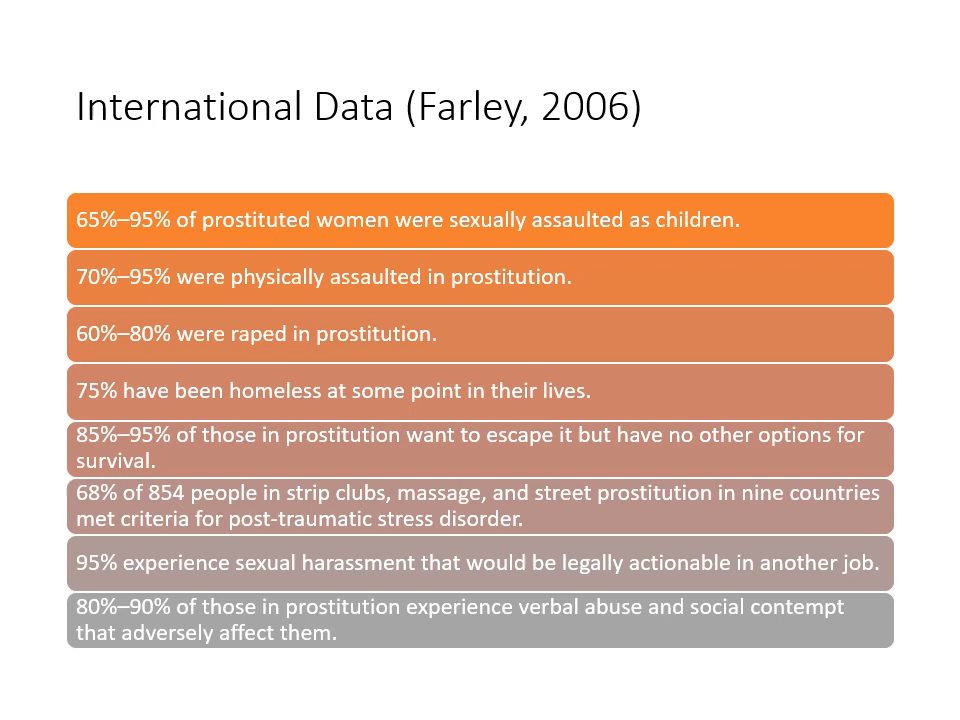 International Data (Farley, 2006)
65%–95% of prostituted women were sexually assaulted as children.
70%–95% were physically assaulted in prostitution.
60%–80% were raped in prostitution.
75% have been homeless at some point in their lives.
85%–95% of those in prostitution want to escape it but have no other options for
survival.
68% of 854 people in strip clubs, massage, and street prostitution in nine countries
met criteria for post-traumatic stress disorder.
95% experience sexual harassment that would be legally actionable in another job.
80%–90% of those in prostitution experience verbal abuse and social contempt
that adversely affect them.